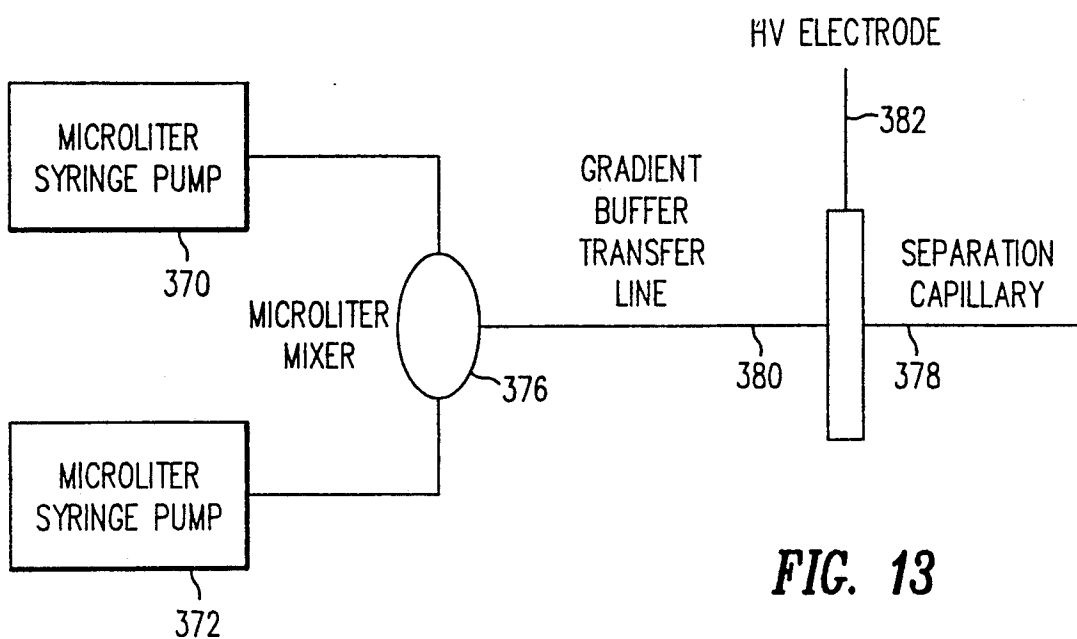 HV ELECTRODE
382
MICROLITER
SYRINGE PUMP
370
GRADIENT
BUFFER
TRANSFER
LINE
SEPARATION
CAPILLARY
MICROLITER
MIXER
376
380
378
MICROLITER
SYRINGE PUMP
372
FIG. 13